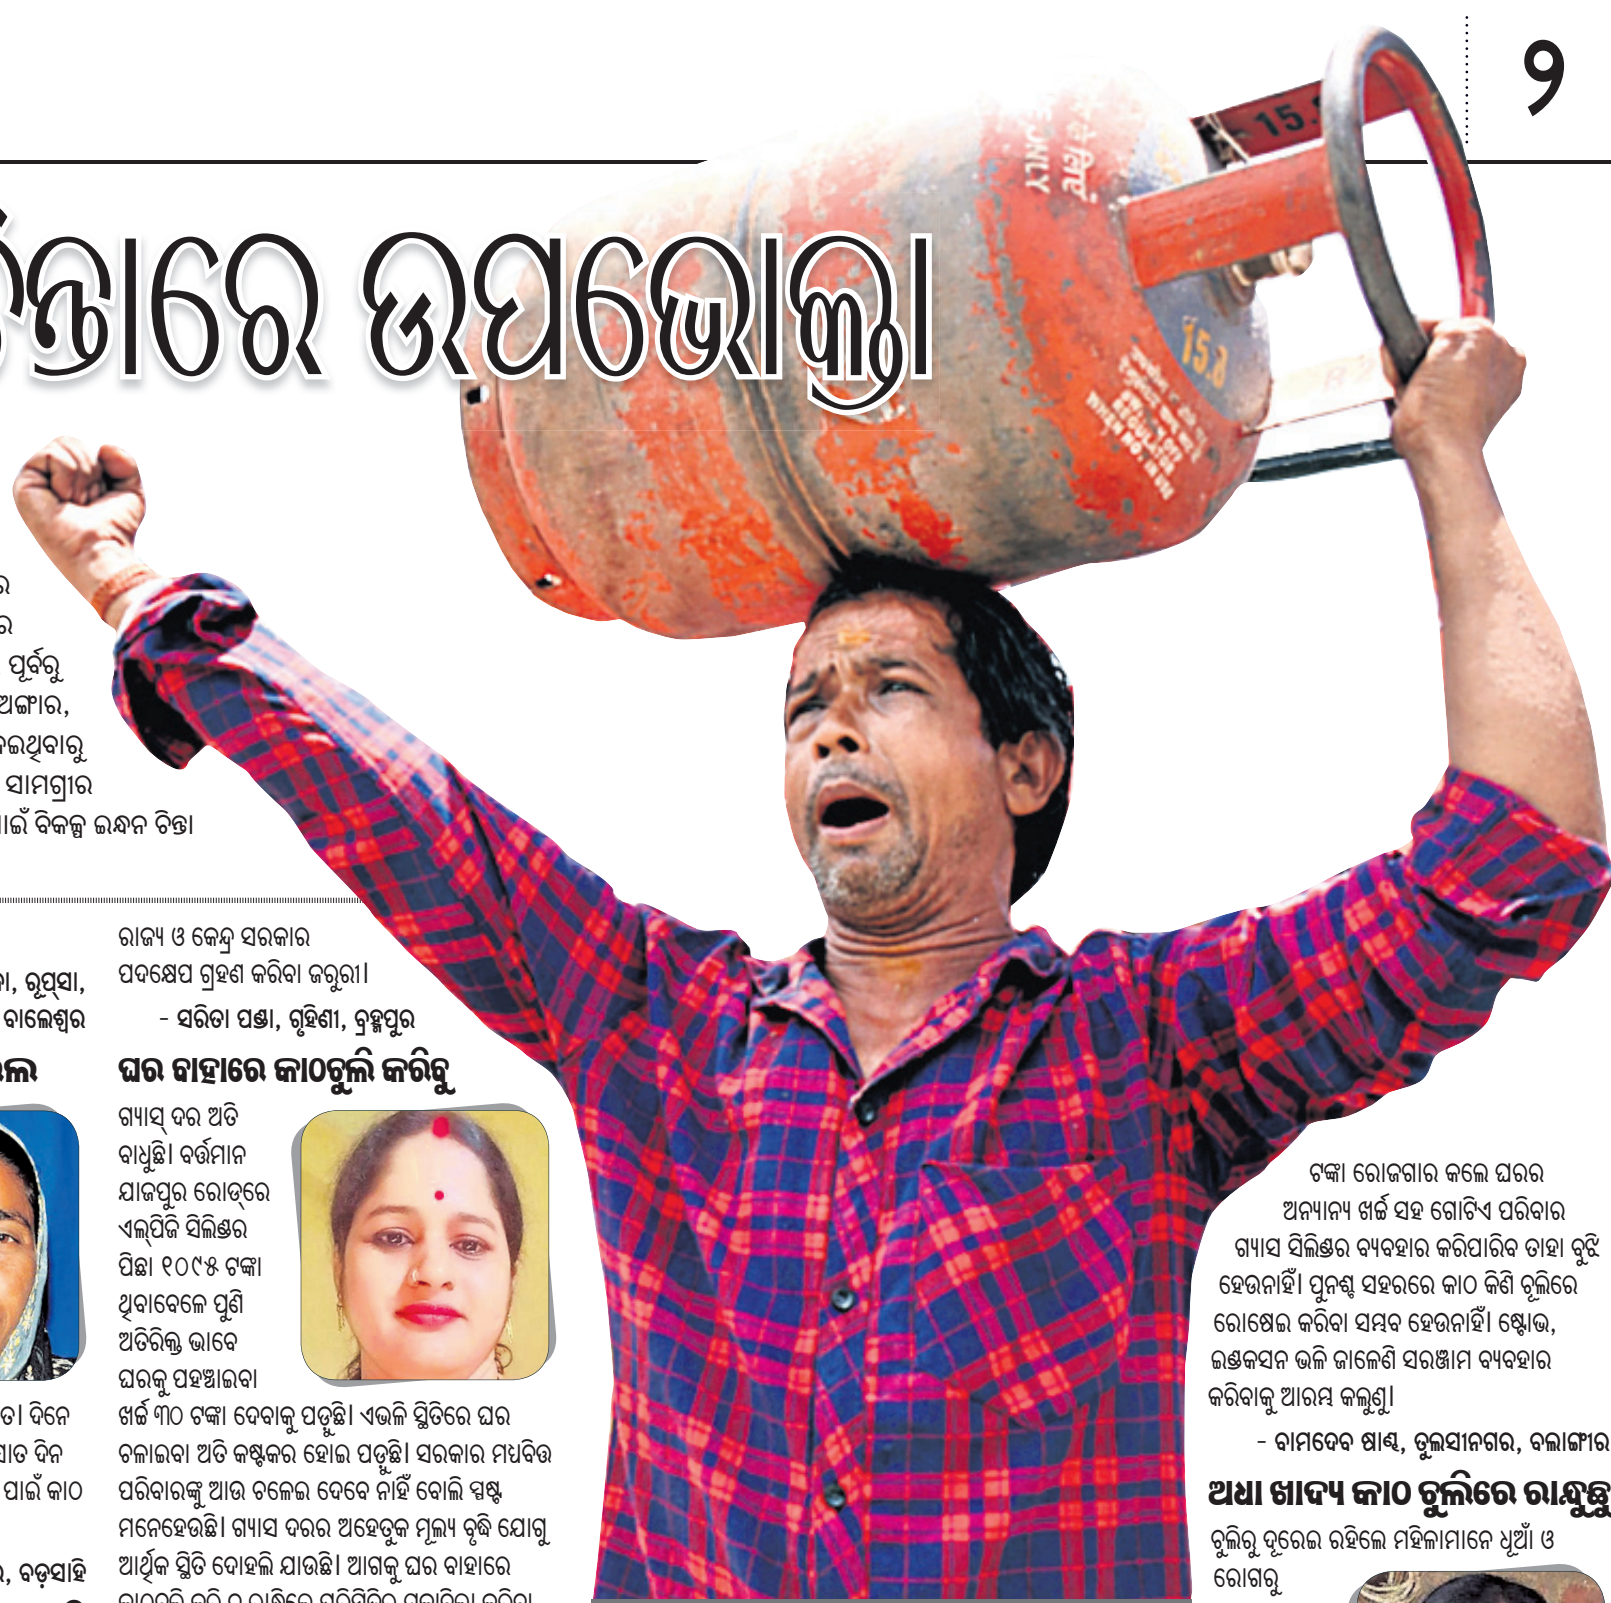 ୨
ଚିନ୍ତାରେ ଉପଭୋକ୍ତା
15.8
ପୂର୍ବରୁ
ଅଙ୍ଗାର,
ସାମଗ୍ରୀର
ବିକଳ୍ପ ଇନ୍ଧନ ଚିନ୍ତା
ରୂପ୍ସା,
ବାଲେଶ୍ୱର
ଦିନେ
ଦିନ
ପାଇଁ କାଠ
ବଡ଼ସାହି
ରାଜ୍ୟ ଓ କେନ୍ଦ୍ର ସରକାର
ପଦକ୍ଷେପ ଗ୍ରହଣ କରିବା ଜରୁରୀ।
- ସରିତା ପଣ୍ଡା, ଗୃହିଣୀ, ବ୍ରହ୍ମପୁର
ଘର ବାହାରେ କାଠଚୁଲି କରିବୁ
ଗ୍ୟାସ୍ ଦର ଅତି
ବାଧୁଛି। ବର୍ତ୍ତମାନ
ଯାଜପୁର ରୋଡ୍‌ରେ
ଏଲ୍‌ପିଜି ସିଲିଣ୍ଡର
ପିଛା ୧୦୯୫ ଟଙ୍କା
ଥିବାବେଳେ ପୁଣି
ଅତିରିକ୍ତ ଭାବେ
ଘରକୁ ପହଞ୍ଚାଇବା
ଖର୍ଚ୍ଚ ୩୦ ଟଙ୍କା ଦେବାକୁ ପଡ଼ୁଛି। ଏଭଳି ସ୍ଥିତିରେ ଘର
ଚଳାଇବା ଅତି କଷ୍ଟକର ହୋଇ ପଡ଼ୁଛି। ସରକାର ମଧ୍ୟବିତ୍ତ
ପରିବାରଙ୍କୁ ଆଉ ଚଳେଇ ଦେବେ ନାହିଁ ବୋଲି ସ୍ପଷ୍ଟ
ମନେହେଉଛି। ଗ୍ୟାସ ଦରର ଅହେତୁକ ମୂଲ୍ୟ ବୃଦ୍ଧି ଯୋଗୁ
ଆର୍ଥିକ ସ୍ଥିତି ଦୋହଲି ଯାଉଛି। ଆଗକୁ ଘର ବାହାରେ
ଟଙ୍କା ରୋଜଗାର କଲେ ଘରର
ଅନ୍ୟାନ୍ୟ ଖର୍ଚ୍ଚ ସହ ଗୋଟିଏ ପରିବାର
ଗ୍ୟାସ ସିଲିଣ୍ଡର ବ୍ୟବହାର କରିପାରିବ ତାହା ବୁଝି
ହେଉନାହିଁ। ପୁନଶ୍ଚ ସହରରେ କାଠ କିଣି ଚୂଲିରେ
ରୋଷେଇ କରିବା ସମ୍ଭବ ହେଉନାହିଁ। ଷ୍ଟୋଭ,
ଇଣ୍ଡକସନ ଭଳି ଜାଳେଣି ସରଞ୍ଜାମ ବ୍ୟବହାର
କରିବାକୁ ଆରମ୍ଭ କଲୁଣୁ।
- ବାମଦେବ ଷାଣ୍ଢ, ତୁଲସୀନଗର, ବଲାଙ୍ଗୀର
ଅଧା ଖାଦ୍ୟ କାଠ ଚୁଲିରେ ରାନ୍ଧୁଛୁ
ଚୁଲିରୁ ଦୂରେଇ ରହିଲେ ମହିଳାମାନେ ଧୂଆଁ ଓ
ରୋଗରୁ